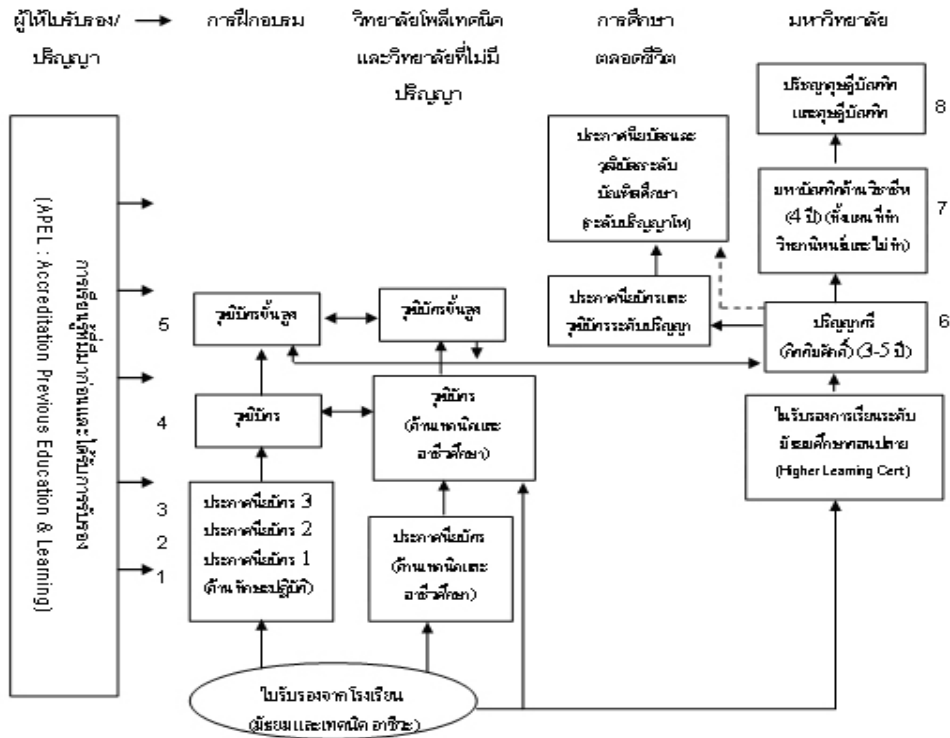 ผู้ให้ใบรับรอง/
ปริญญา
การฝึกอบรม
วิทยาลัยโพลีเทคนิค
และวิทยาลัยที่ไม่มี
ปริญญา
การศึกษา
ตลอดชีวิต
มหาวิทยาลัย
การเรียนรู้ที่มีมาก่อนและได้รับการรับรอง
(APEL : Accreditation Previous Education & Learning)
ปรัชญาดุษฎีบัณฑิต
และดุษฎีบัณฑิต
8
ประกาศนียบัตรและ
วุฒิบัตรระดับ
บัณฑิตศึกษา
(ระดับปริญญาโท)
มหาบัณฑิตด้านวิชาชีพ
(4 ปี) (ทั้งแผนที่ทำ
วิทยานิพนธ์และไม่ทำ)
7
5
วุฒิบัตรขั้นสูง
วุฒิบัตรขั้นสูง
ประกาศนียบัตรและ
วุฒิบัตรระดับปริญญา
ปริญญาตรี
(กิตติมศักดิ์) (3-5 ปี)
6
4
วุฒิบัตร
วุฒิบัตร
(ด้านเทคนิคและ
อาชีวศึกษา)
ใบรับรองการเรียนระดับ
มัธยมศึกษาตอนปลาย
(Higher Learning Cert)
3
2
1
ประกาศนียบัตร 3
ประกาศนียบัตร 2
ประกาศนียบัตร 1
(ด้านทักษะปฏิบัติ)
ประกาศนียบัตร
(ด้านเทคนิคและ
อาชีวศึกษา)
ใบรับรองจากโรงเรียน
(มัธยมและเทคนิค อาชีวะ)